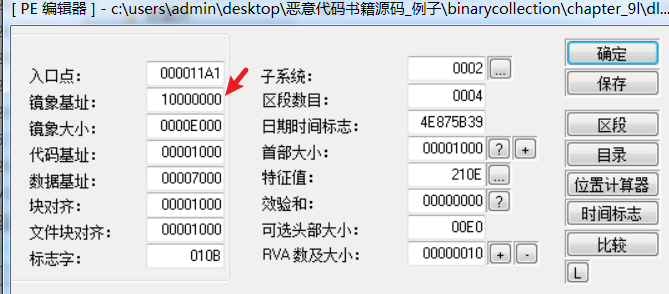 [ PE 编辑器 ] - c:\users\admin\desktop\恶意代码书籍源码_例子\binarycollection\chapter_9l\dl...
入口点: 000011A1 子系统: 0002 ... 确定
镜象基址: 10000000 区段数目: 0004 保存
镜象大小: 0000E000 日期时间标志: 4E875B39
代码基址: 00001000 首部大小: 00001000 ? + 区段
数据基址: 00007000 特征值: 210E ... 目录
块对齐: 00001000 效验和: 00000000 ? 位置计算器
文件块对齐: 00001000 可选头部大小: 00E0 时间标志
标志字: 010B RVA 数及大小: 00000010 + - 比较
L